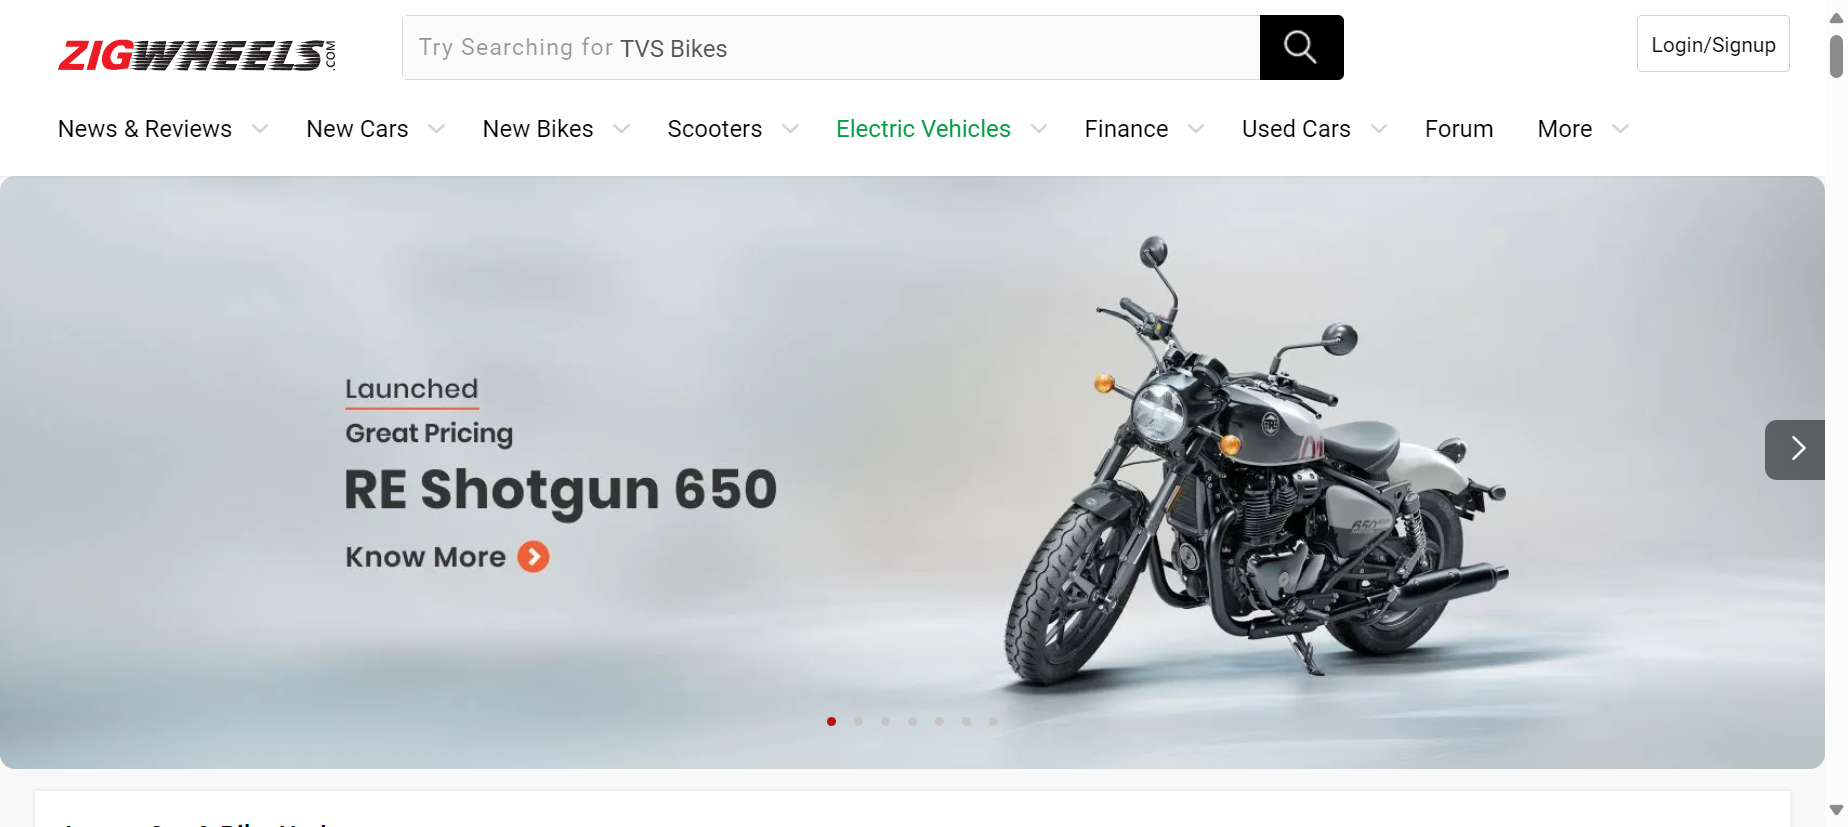 ZIGWHEELS.COM
Try Searching for TVS Bikes
Login/Signup
News & Reviews
New Cars
New Bikes
Scooters
Electric Vehicles
Finance
Used Cars
Forum
More
Launched
Great Pricing
RE Shotgun 650
Know More
650